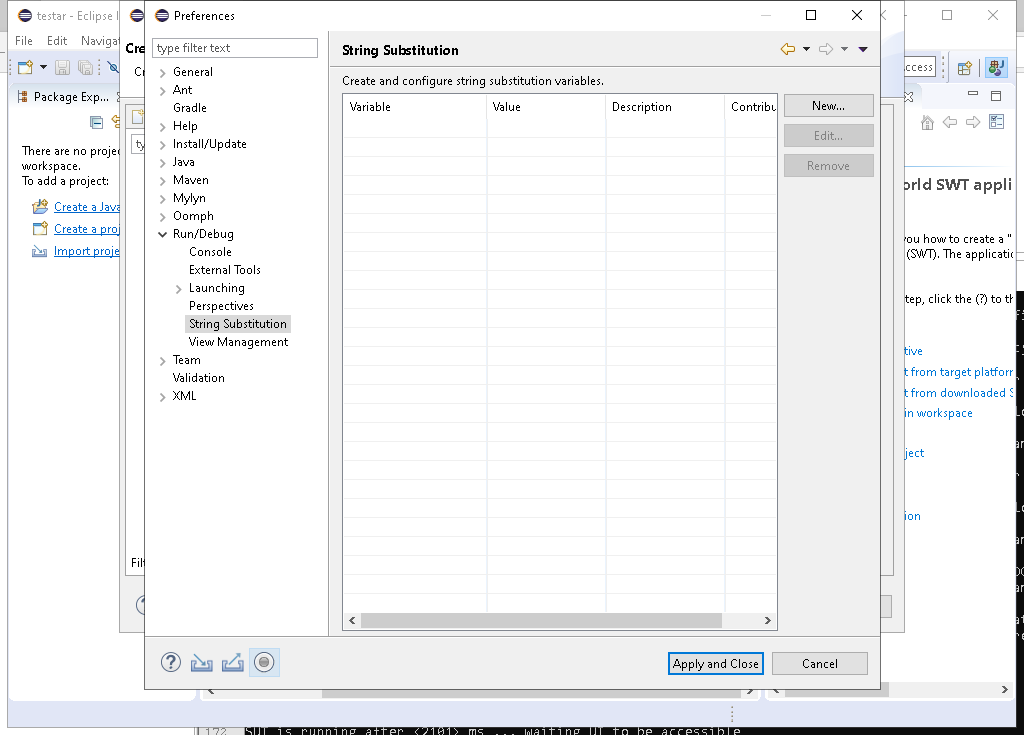 testar - Eclipse I
Preferences
File Edit Navigat
Cre
type filter text
String Substitution
Cr
Create and configure string substitution variables.
ccess
Package Exp...
General
Ant
Gradle
Help
Install/Update
Java
Maven
Mylyn
Oomph
Run/Debug
Console
External Tools
Launching
Perspectives
String Substitution
View Management
Team
Validation
XML
Variable Value Description Contribu
New...
Edit...
Remove
There are no projec
workspace.
To add a project:
Create a Java
Create a proj
Import proje
ty
orld SWT appli
you how to create a "
(SWT). The applicatio
tep, click the (?) to th
tive
t from target platform
t from downloaded S
in workspace
ject
ion
Filt
Apply and Close
Cancel
172 SUT is running after <2101> ms ... waiting UI to be accessible